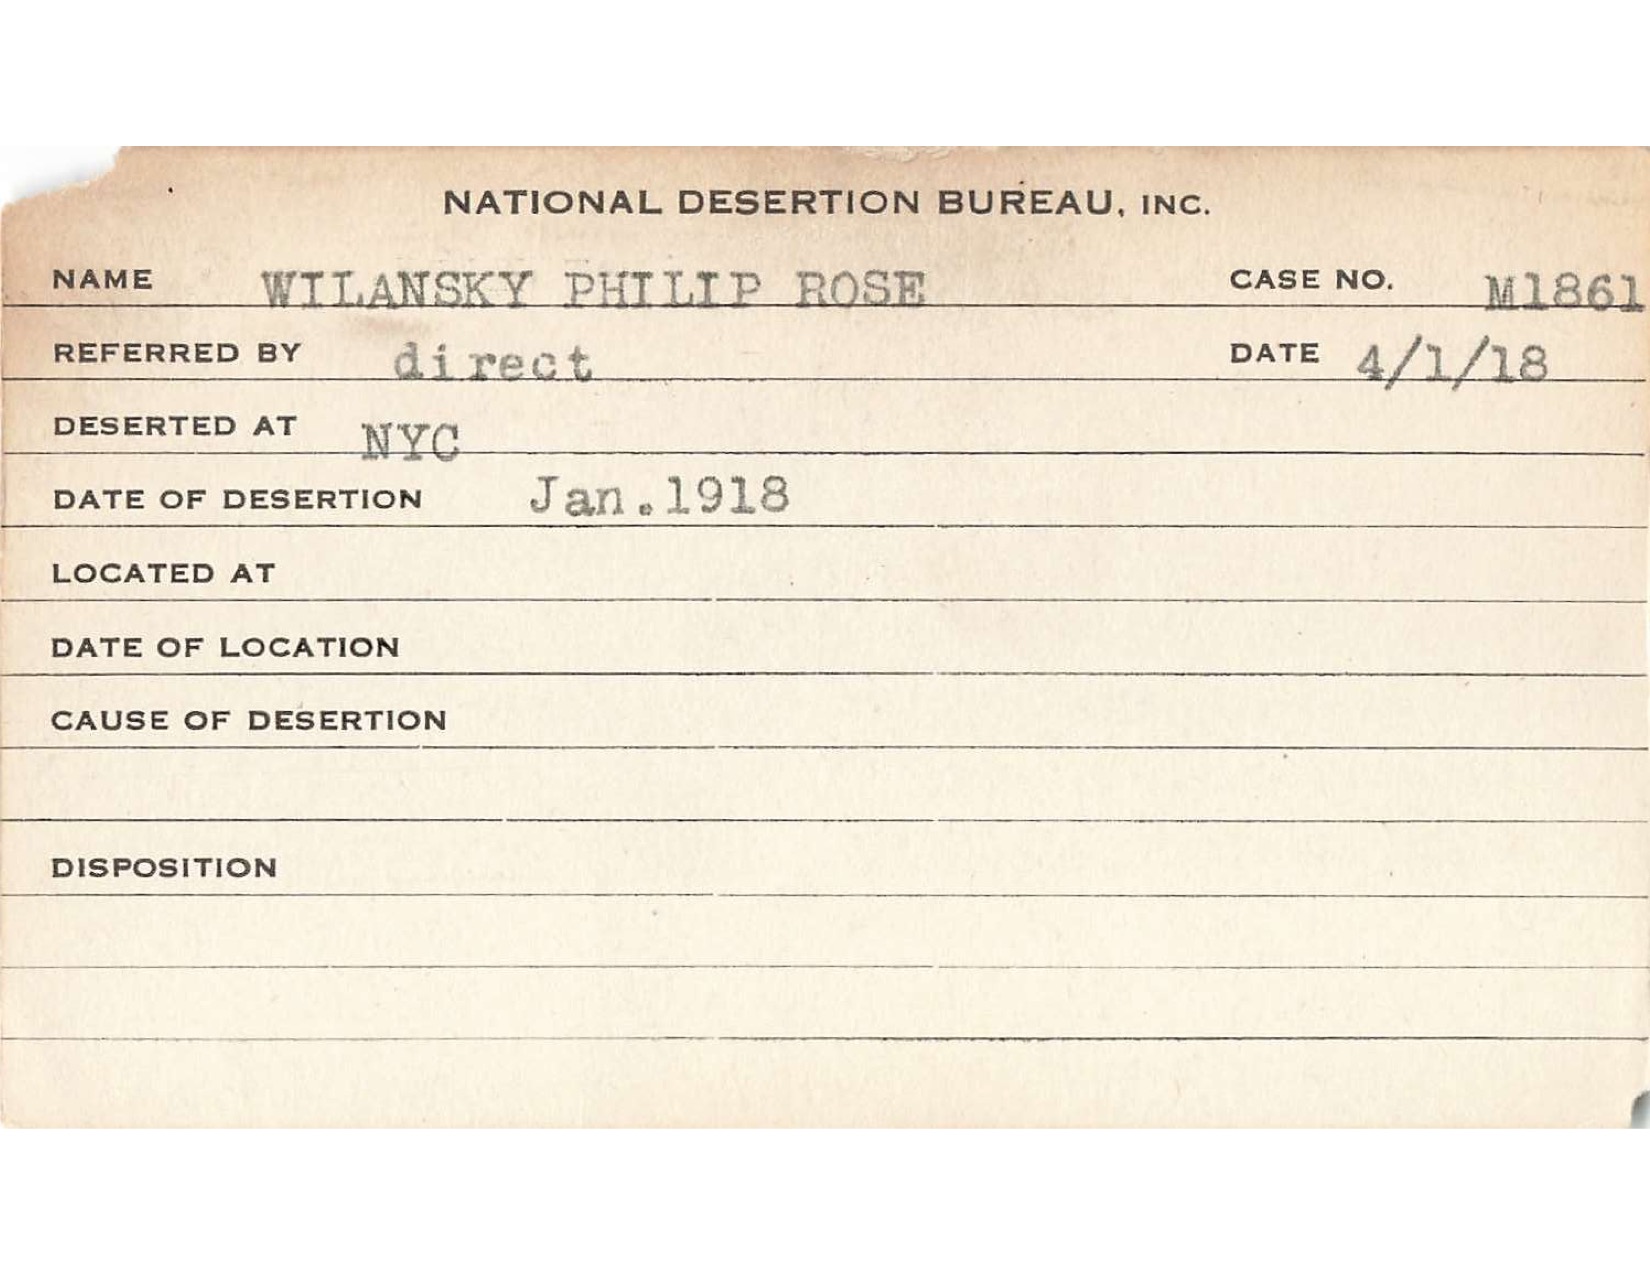 NATIONAL DESERTION BUREAU, INC.
NAME WILANSKY PHILIP ROSE CASE NO. M1861
REFERRED BY direct DATE 4/1/18
DESERTED AT NYC
DATE OF DESERTION Jan.1918
LOCATED AT
DATE OF LOCATION
CAUSE OF DESERTION
DISPOSITION